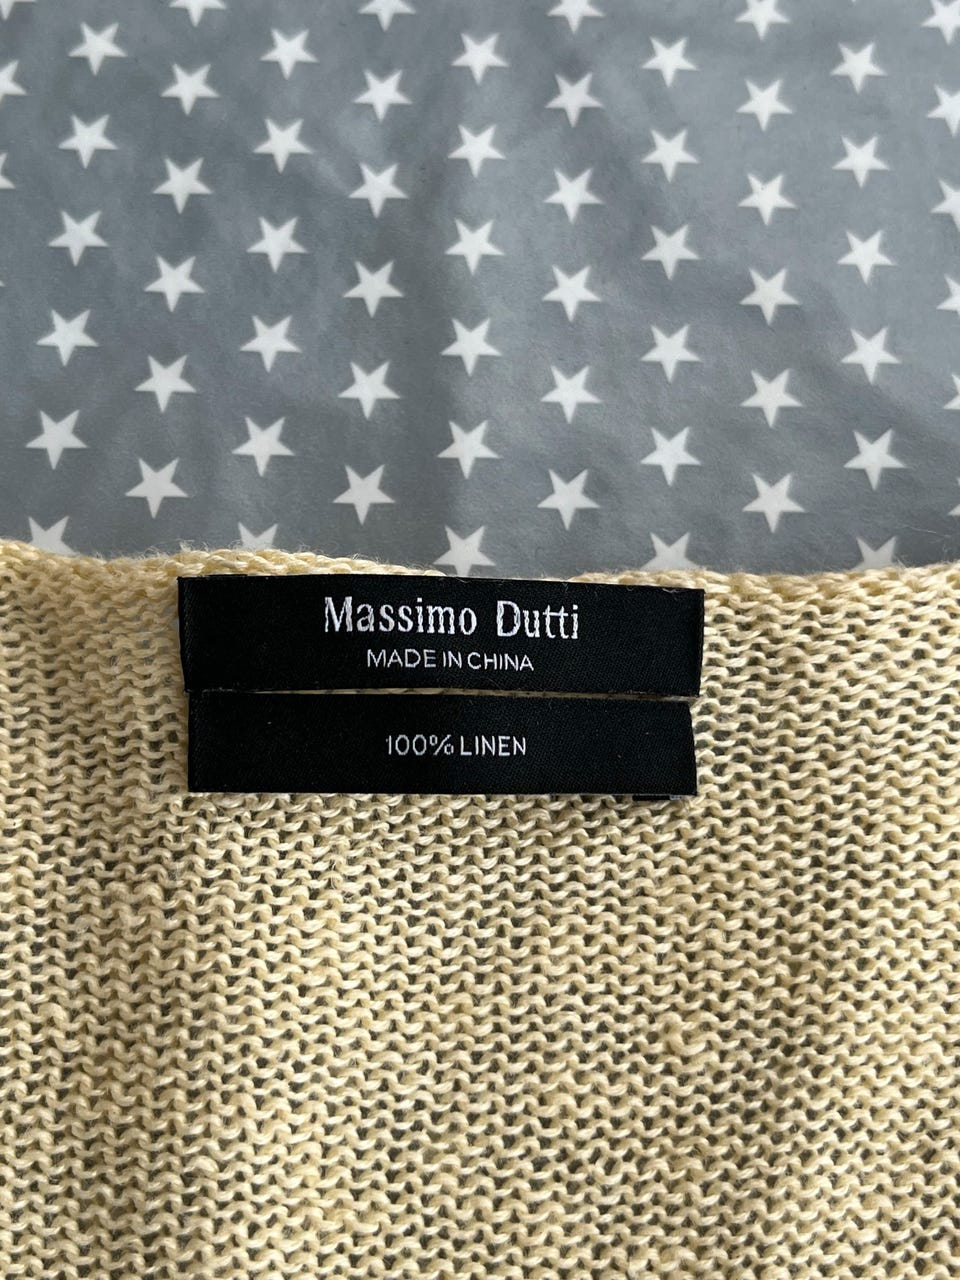 Massimo Dutti
MADE IN CHINA
100% LINEN